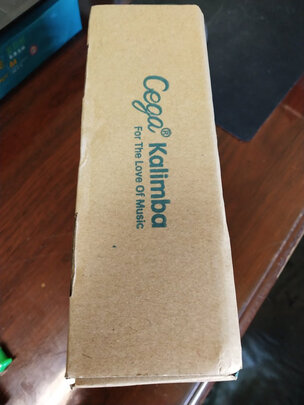 Cega® Kalimba
For The Love Of Music